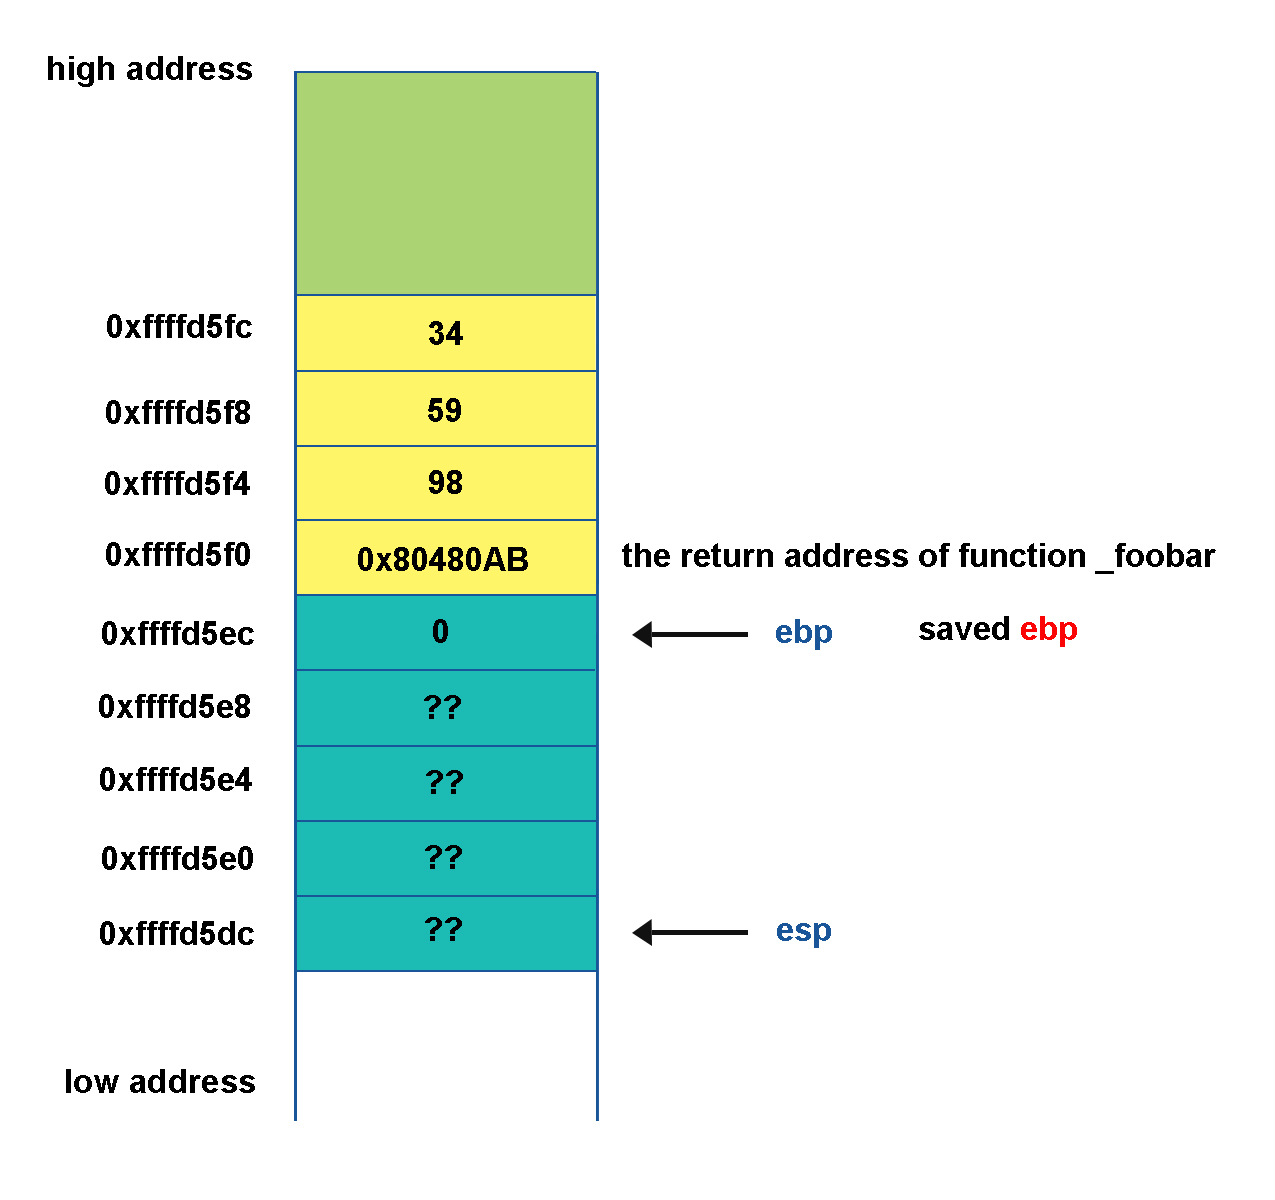 high address
0xffffd5fc 34
0xffffd5f8 59
0xffffd5f4 98
0xffffd5f0 0x80480AB the return address of function _foobar
0xffffd5ec 0 ebp saved ebp
0xffffd5e8 ??
0xffffd5e4 ??
0xffffd5e0 ??
0xffffd5dc ?? esp
low address